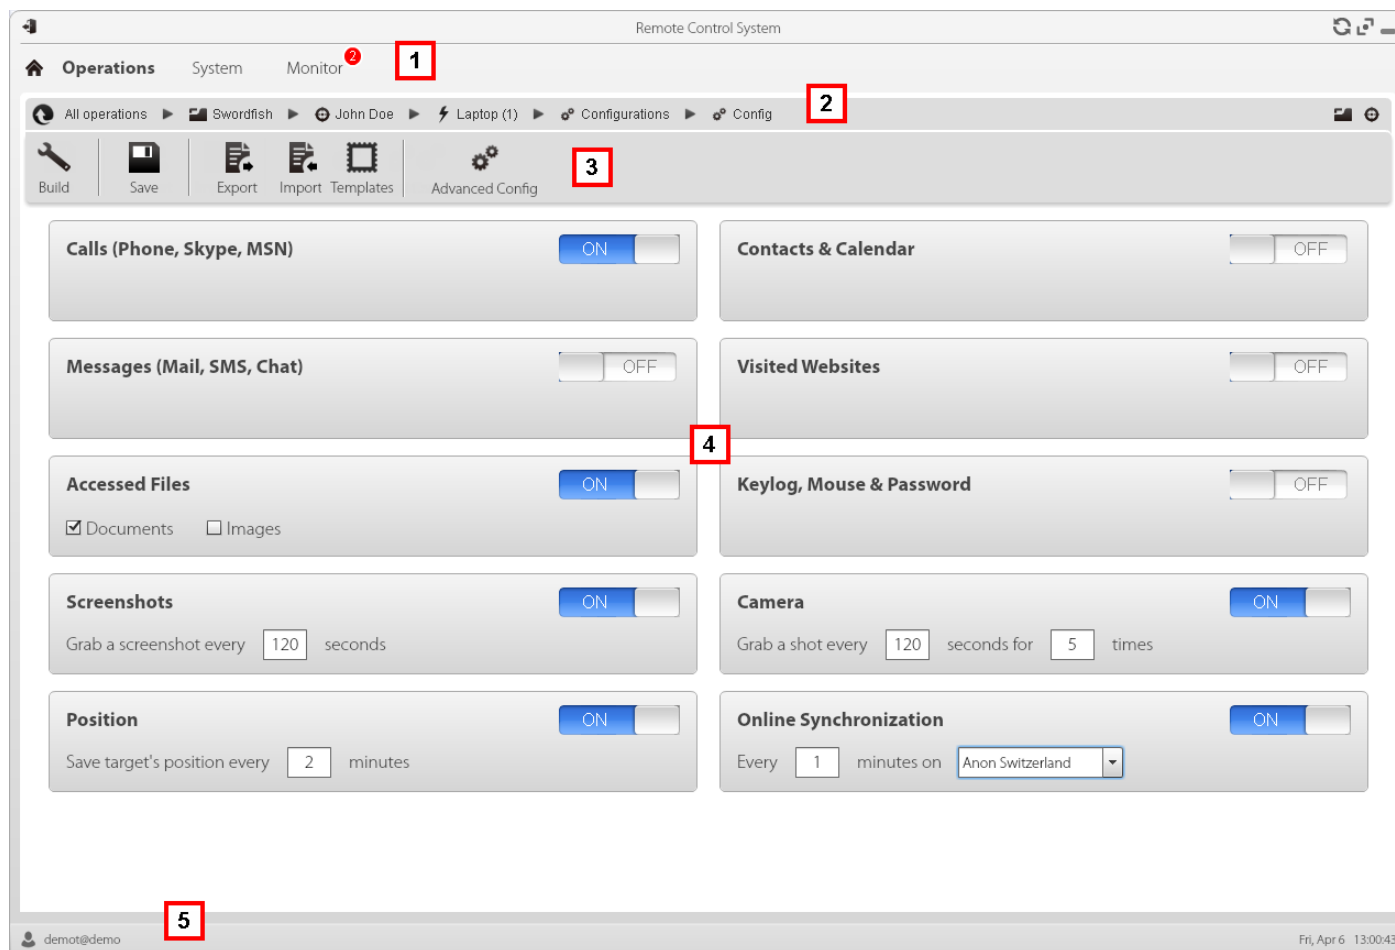 Remote Control System
Operations System Monitor 2 1
All operations Swordfish John Doe Laptop (1) Configurations Config 2
Build Save Export Import Templates Advanced Config 3
Calls (Phone, Skype, MSN) ON
Contacts & Calendar OFF
Messages (Mail, SMS, Chat) OFF
Visited Websites OFF
4
Accessed Files ON
Documents Images
Keylog, Mouse & Password OFF
Screenshots ON
Grab a screenshot every 120 seconds
Camera ON
Grab a shot every 120 seconds for 5 times
Position ON
Save target's position every 2 minutes
Online Synchronization ON
Every 1 minutes on Anon Switzerland
5
demot@demo
Fri, Apr 6 13:00:43